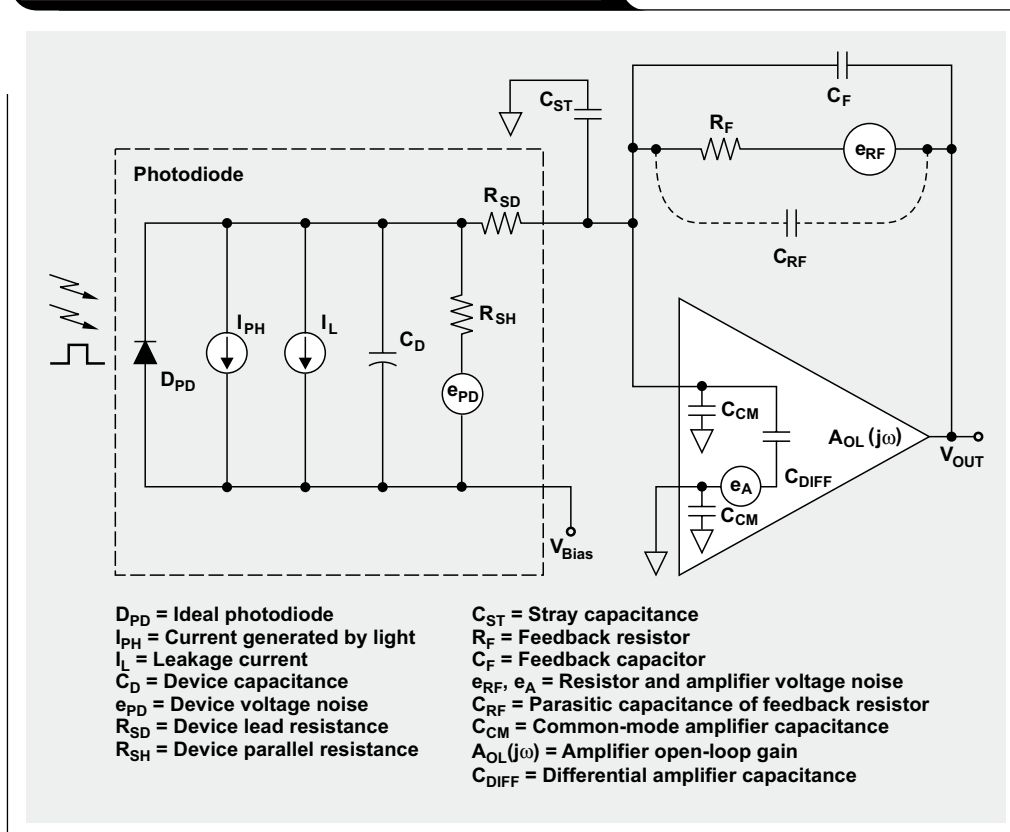 C_ST
C_F
R_F
e_RF
C_RF
Photodiode
R_SD
R_SH
I_PH
I_L
C_D
D_PD
e_PD
V_Bias
C_CM
A_OL (jω)
V_OUT
C_DIFF
e_A
C_CM
D_PD = Ideal photodiode
I_PH = Current generated by light
I_L = Leakage current
C_D = Device capacitance
e_PD = Device voltage noise
R_SD = Device lead resistance
R_SH = Device parallel resistance
C_ST = Stray capacitance
R_F = Feedback resistor
C_F = Feedback capacitor
e_RF, e_A = Resistor and amplifier voltage noise
C_RF = Parasitic capacitance of feedback resistor
C_CM = Common-mode amplifier capacitance
A_OL(jω) = Amplifier open-loop gain
C_DIFF = Differential amplifier capacitance